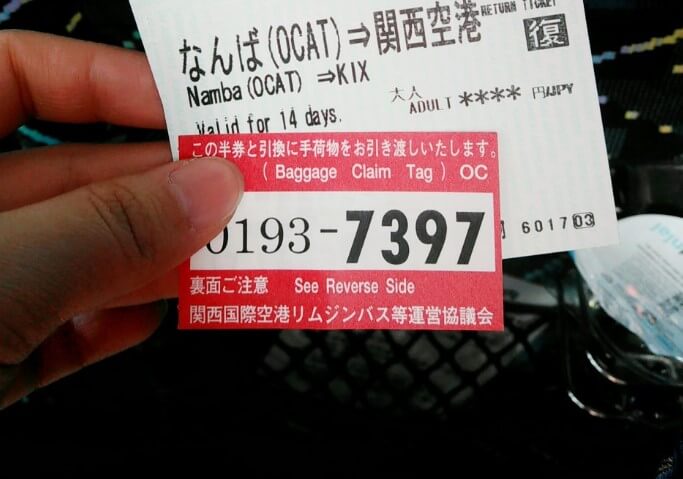 なんば(OCAT)⇒関西空港
RETURN TICKET
復
Namba(OCAT) ⇒KIX
大人 ADULT **** 円/JPY
Valid for 14 days.
この半券と引換に手荷物をお引き渡しいたします。
(Baggage Claim Tag) OC
0193-7397
601703
裏面ご注意 See Reverse Side
関西国際空港リムジンバス等運営協議会